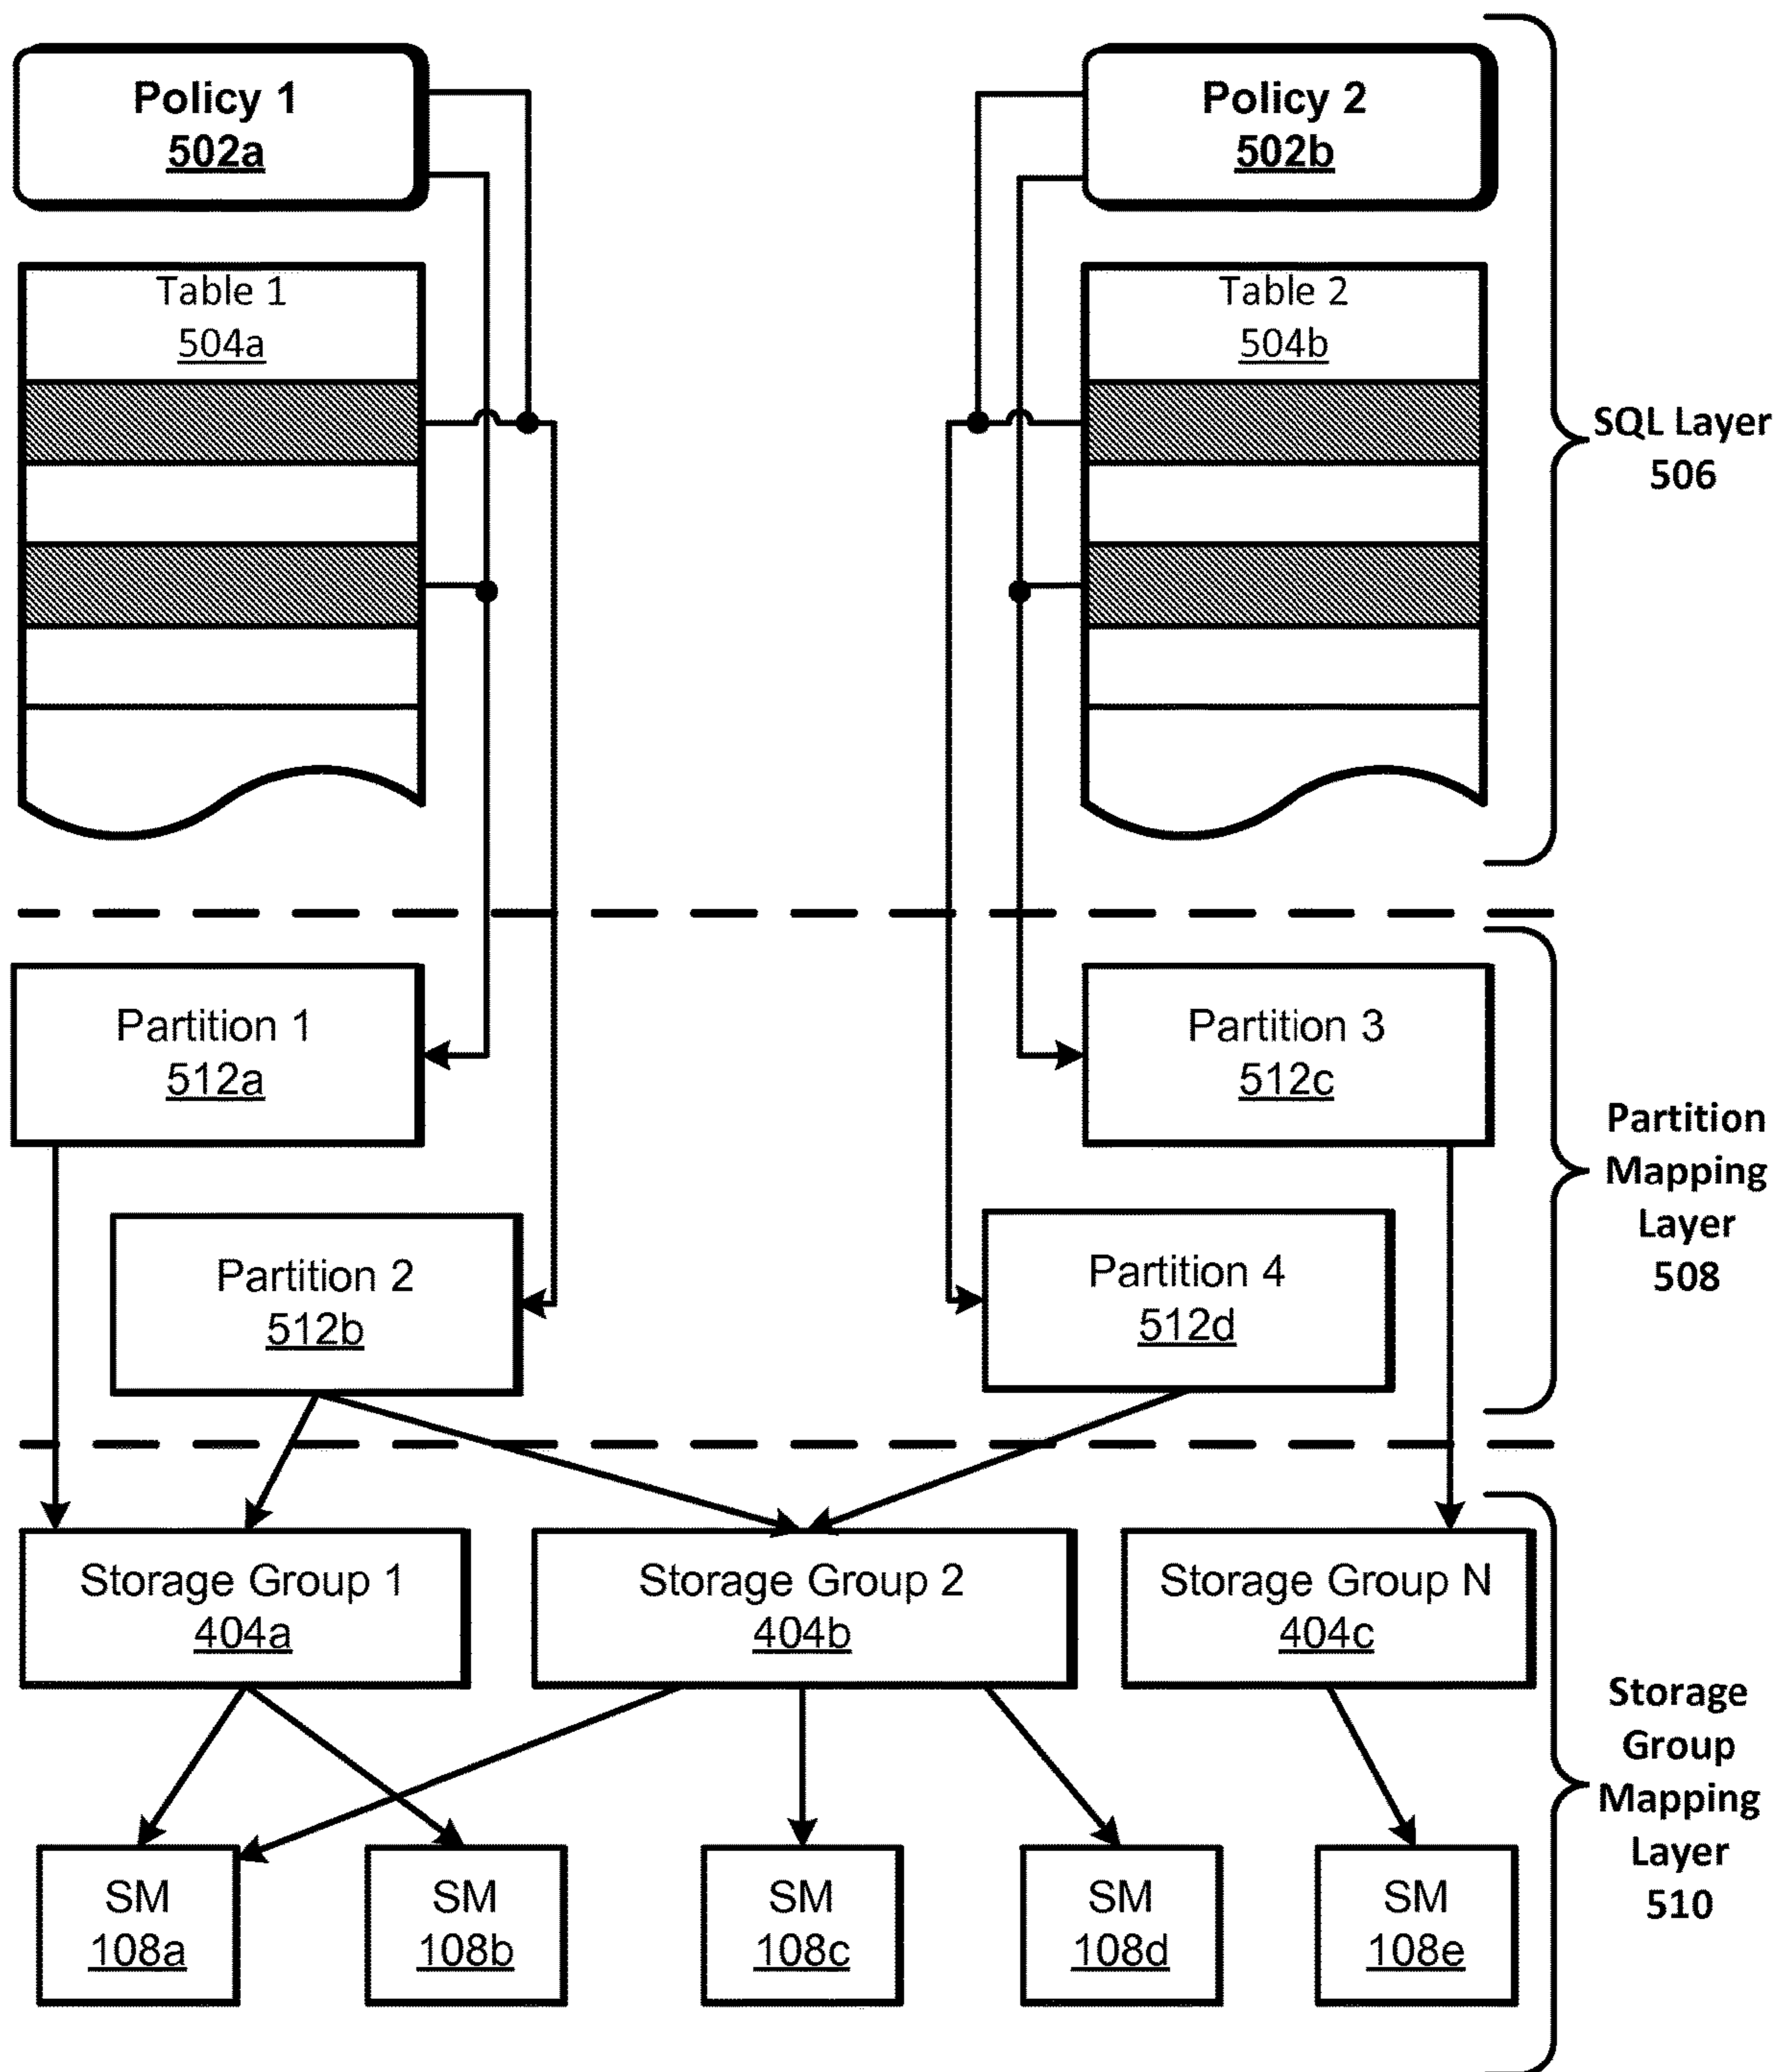 Policy 1
502a
Policy 2
502b
Table 1
504a
Table 2
504b
SQL Layer
506
Partition 1
512a
Partition 3
512c
Partition
Mapping
Layer
508
Partition 2
512b
Partition 4
512d
Storage Group 1
404a
Storage Group 2
404b
Storage Group N
404c
Storage
Group
Mapping
Layer
510
SM
108a
SM
108b
SM
108c
SM
108d
SM
108e